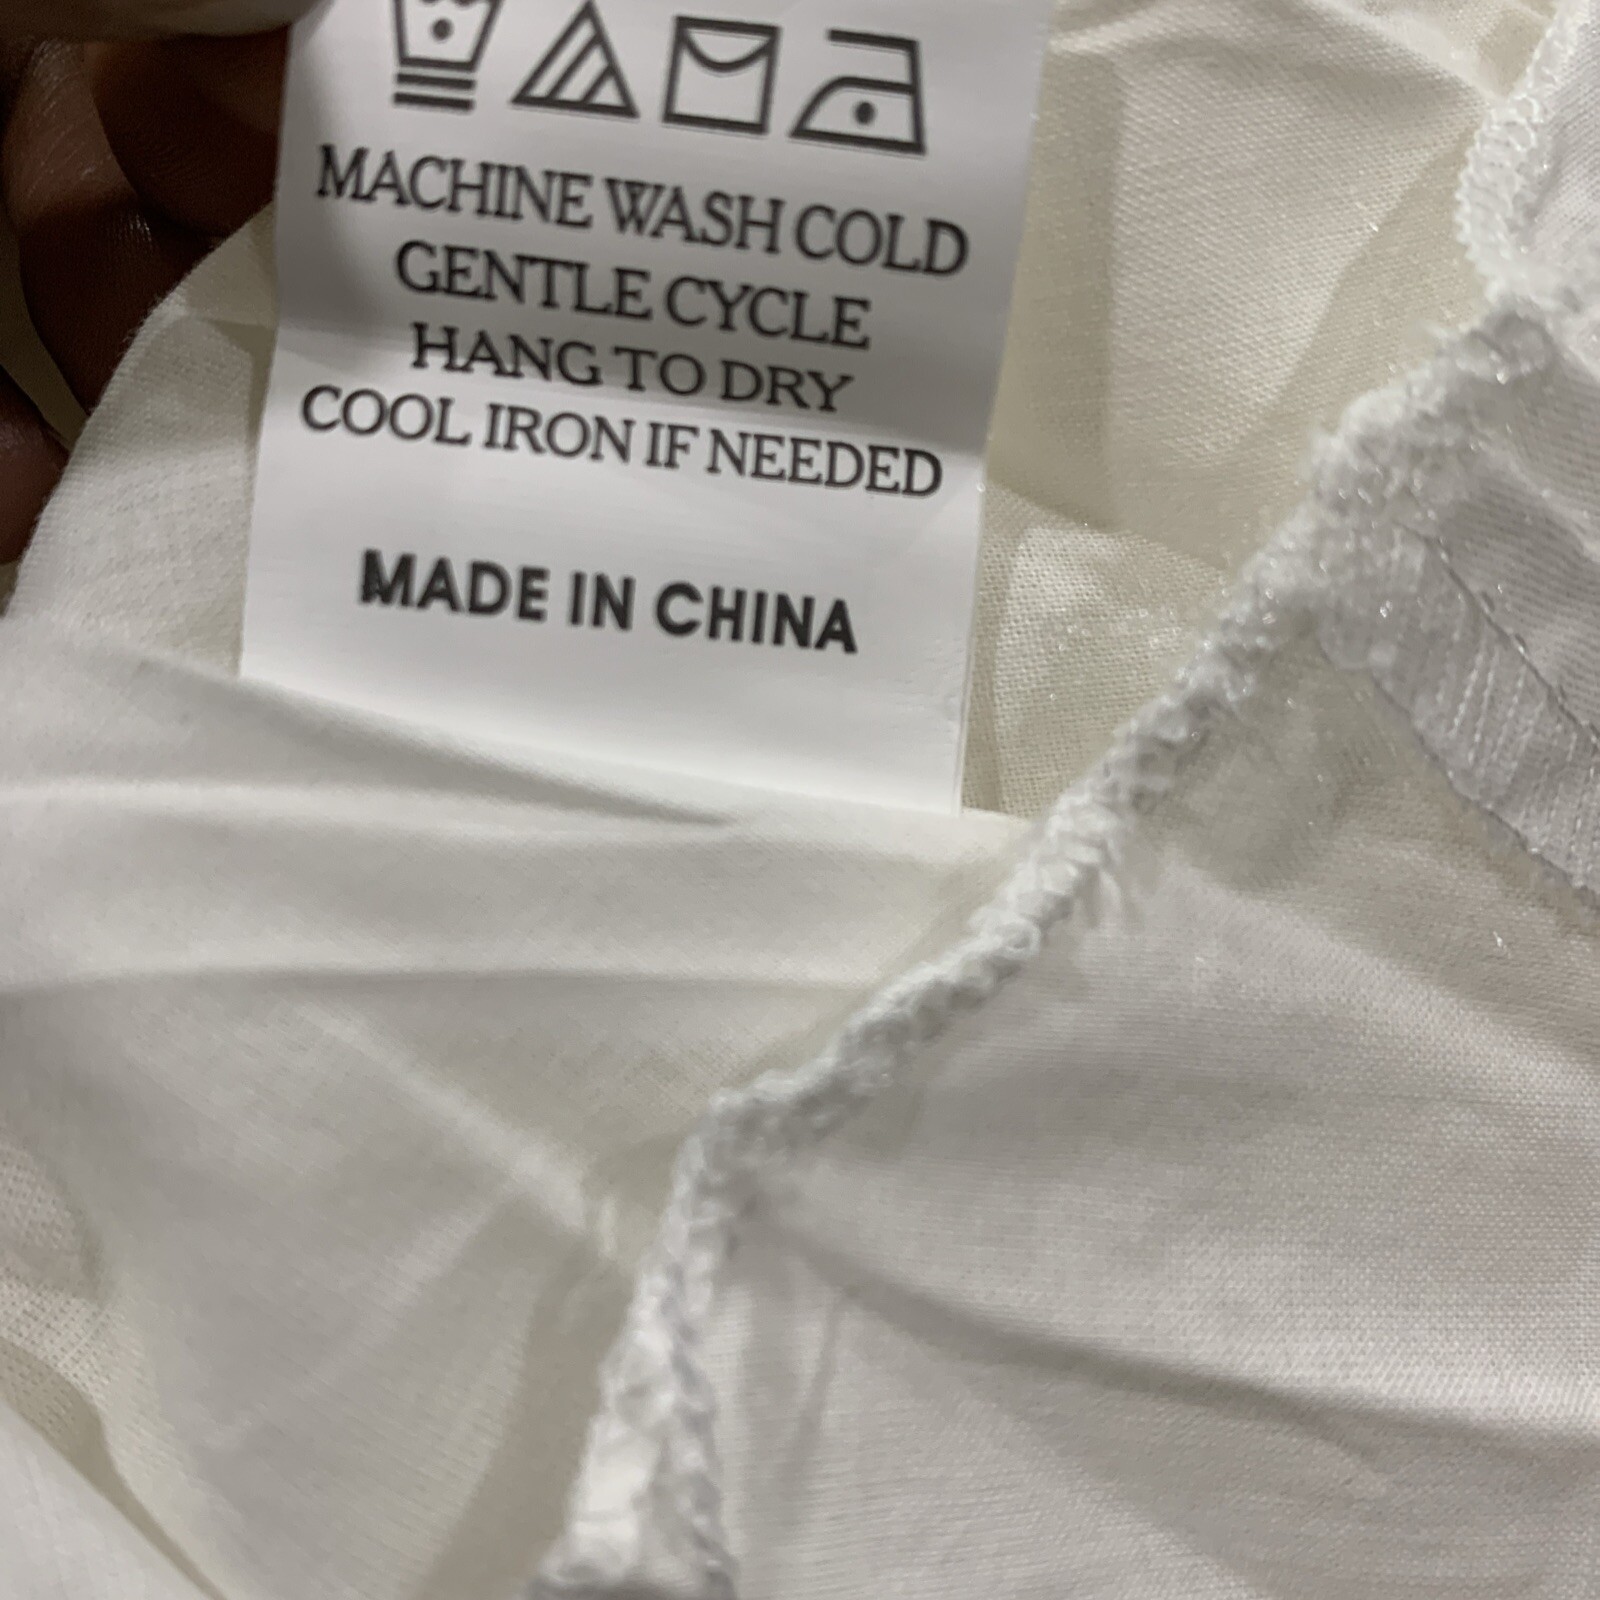 MACHINE WASH COLD
GENTLE CYCLE
HANG TO DRY
COOL IRON IF NEEDED
MADE IN CHINA